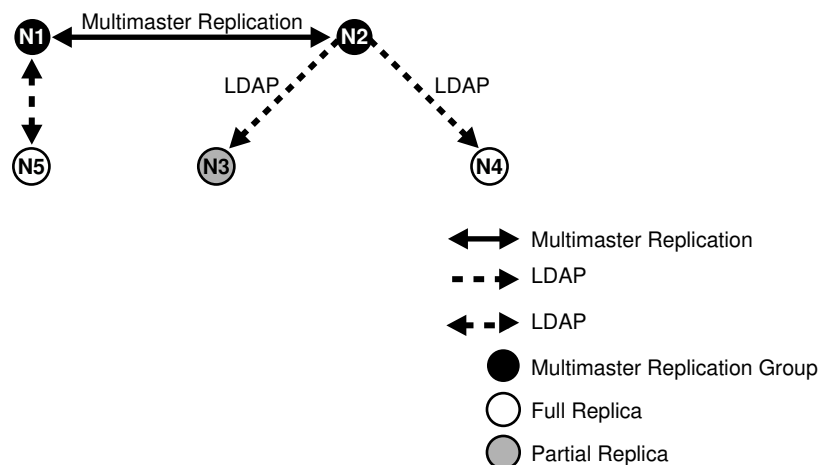 Multimaster Replication
N1
N2
LDAP
LDAP
N5
N3
N4
Multimaster Replication
LDAP
LDAP
Multimaster Replication Group
Full Replica
Partial Replica